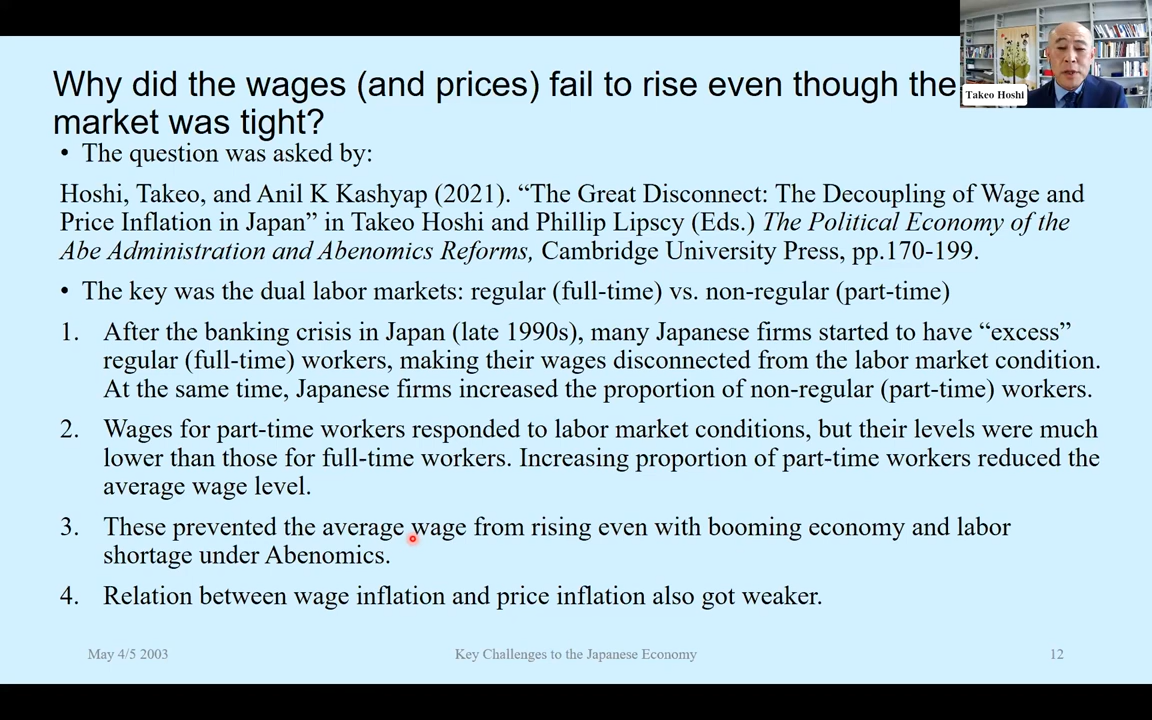 Why did the wages (and prices) fail to rise even though the
market was tight?
Takeo Hoshi
• The question was asked by:
Hoshi, Takeo, and Anil K Kashyap (2021). “The Great Disconnect: The Decoupling of Wage and
Price Inflation in Japan” in Takeo Hoshi and Phillip Lipscy (Eds.) The Political Economy of the
Abe Administration and Abenomics Reforms, Cambridge University Press, pp.170-199.
• The key was the dual labor markets: regular (full-time) vs. non-regular (part-time)
1. After the banking crisis in Japan (late 1990s), many Japanese firms started to have “excess”
regular (full-time) workers, making their wages disconnected from the labor market condition.
At the same time, Japanese firms increased the proportion of non-regular (part-time) workers.
2. Wages for part-time workers responded to labor market conditions, but their levels were much
lower than those for full-time workers. Increasing proportion of part-time workers reduced the
average wage level.
3. These prevented the average wage from rising even with booming economy and labor
shortage under Abenomics.
4. Relation between wage inflation and price inflation also got weaker.
May 4/5 2003
Key Challenges to the Japanese Economy
12